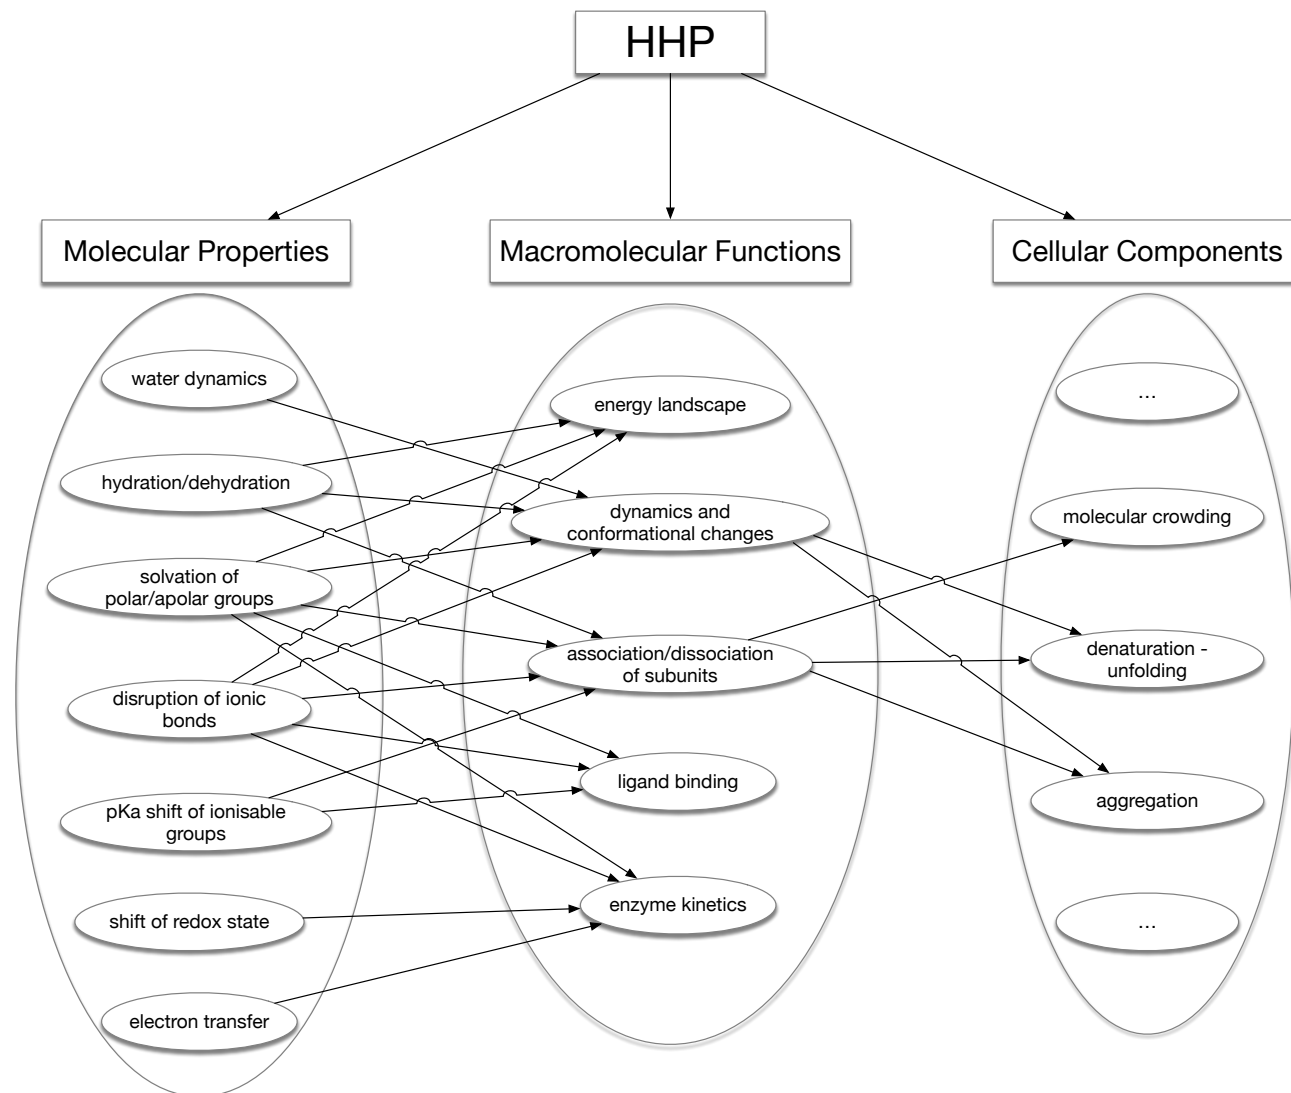 HHP
Molecular Properties
Macromolecular Functions
Cellular Components
water dynamics
hydration/dehydration
solvation of
polar/apolar groups
disruption of ionic
bonds
pKa shift of ionisable
groups
shift of redox state
electron transfer
energy landscape
dynamics and
conformational changes
association/dissociation
of subunits
ligand binding
enzyme kinetics
...
molecular crowding
denaturation -
unfolding
aggregation
...